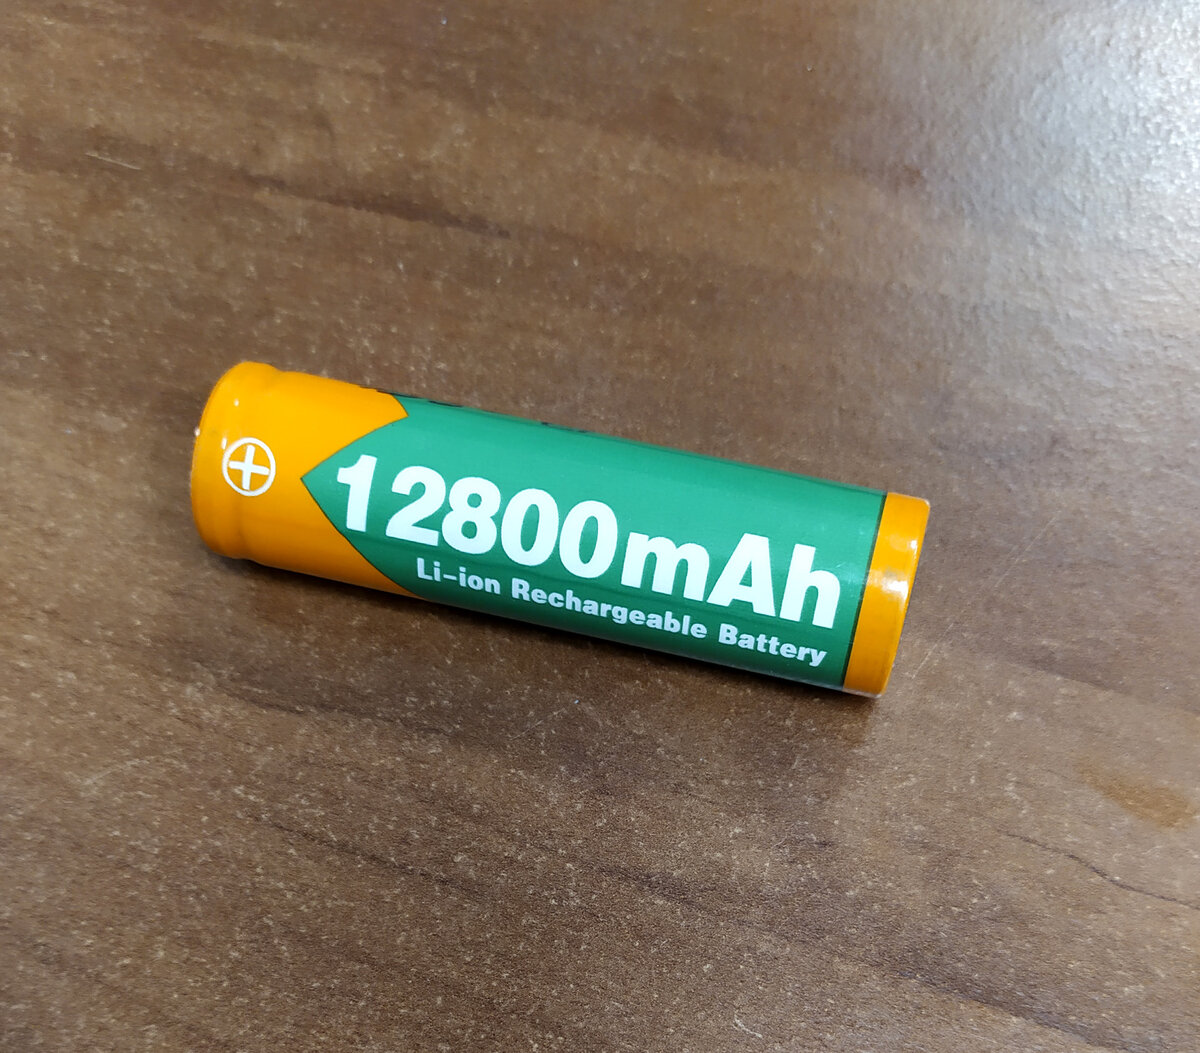 12800mAh
Li-ion Rechargeable Battery